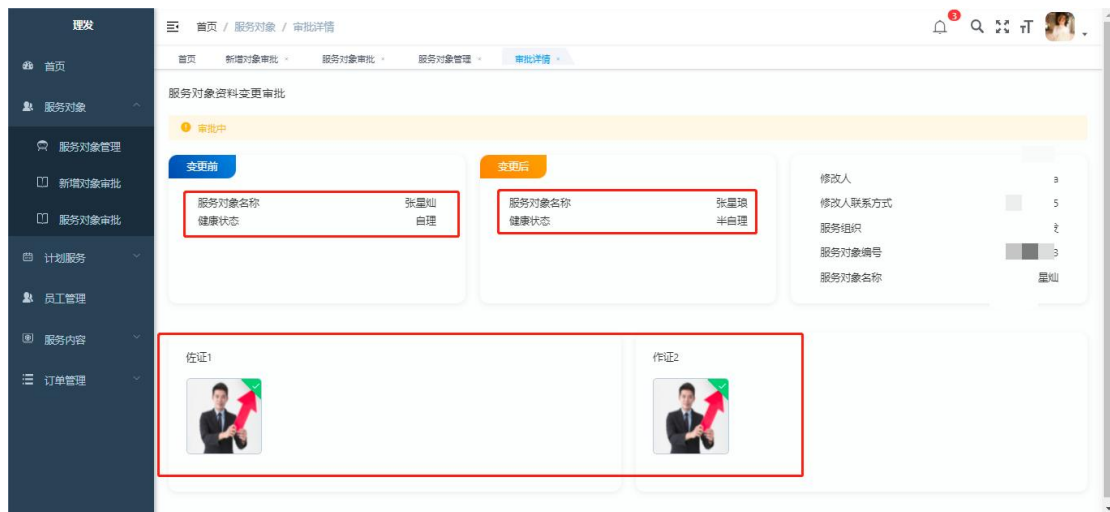 理发
首页 / 服务对象 / 审批详情
3
首页
服务对象
服务对象管理
新增对象审批
服务对象审批
计划服务
员工管理
服务内容
订单管理
首页 新增对象审批 × 服务对象审批 × 服务对象管理 × 审批详情 ×
服务对象资料变更审批
审批中
变更前
服务对象名称 张星灿
健康状态 自理
变更后
服务对象名称 张星琅
健康状态 半自理
修改人 a
修改人联系方式 5
服务组织
服务对象编号 3
服务对象名称 星灿
佐证1
作证2